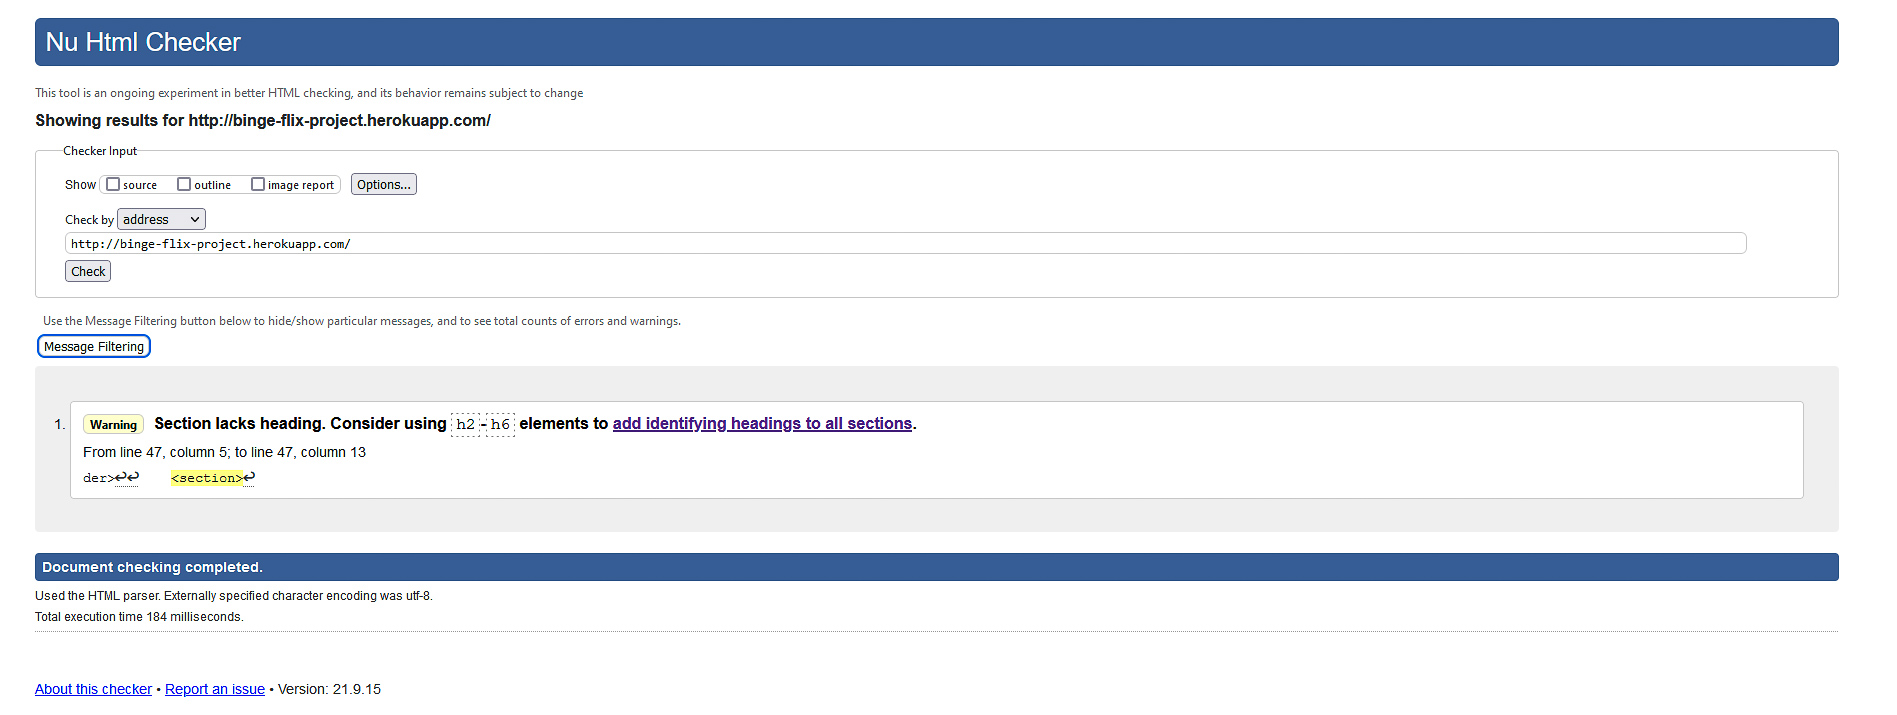 Nu Html Checker
This tool is an ongoing experiment in better HTML checking, and its behavior remains subject to change
Showing results for http://binge-flix-project.herokuapp.com/
Checker Input
Show source outline image report Options...
Check by address
http://binge-flix-project.herokuapp.com/
Check
Use the Message Filtering button below to hide/show particular messages, and to see total counts of errors and warnings.
Message Filtering
1. Warning Section lacks heading. Consider using h2-h6 elements to add identifying headings to all sections.
From line 47, column 5; to line 47, column 13
der>↩↩ <section>↩
Document checking completed.
Used the HTML parser. Externally specified character encoding was utf-8.
Total execution time 184 milliseconds.
About this checker • Report an issue • Version: 21.9.15